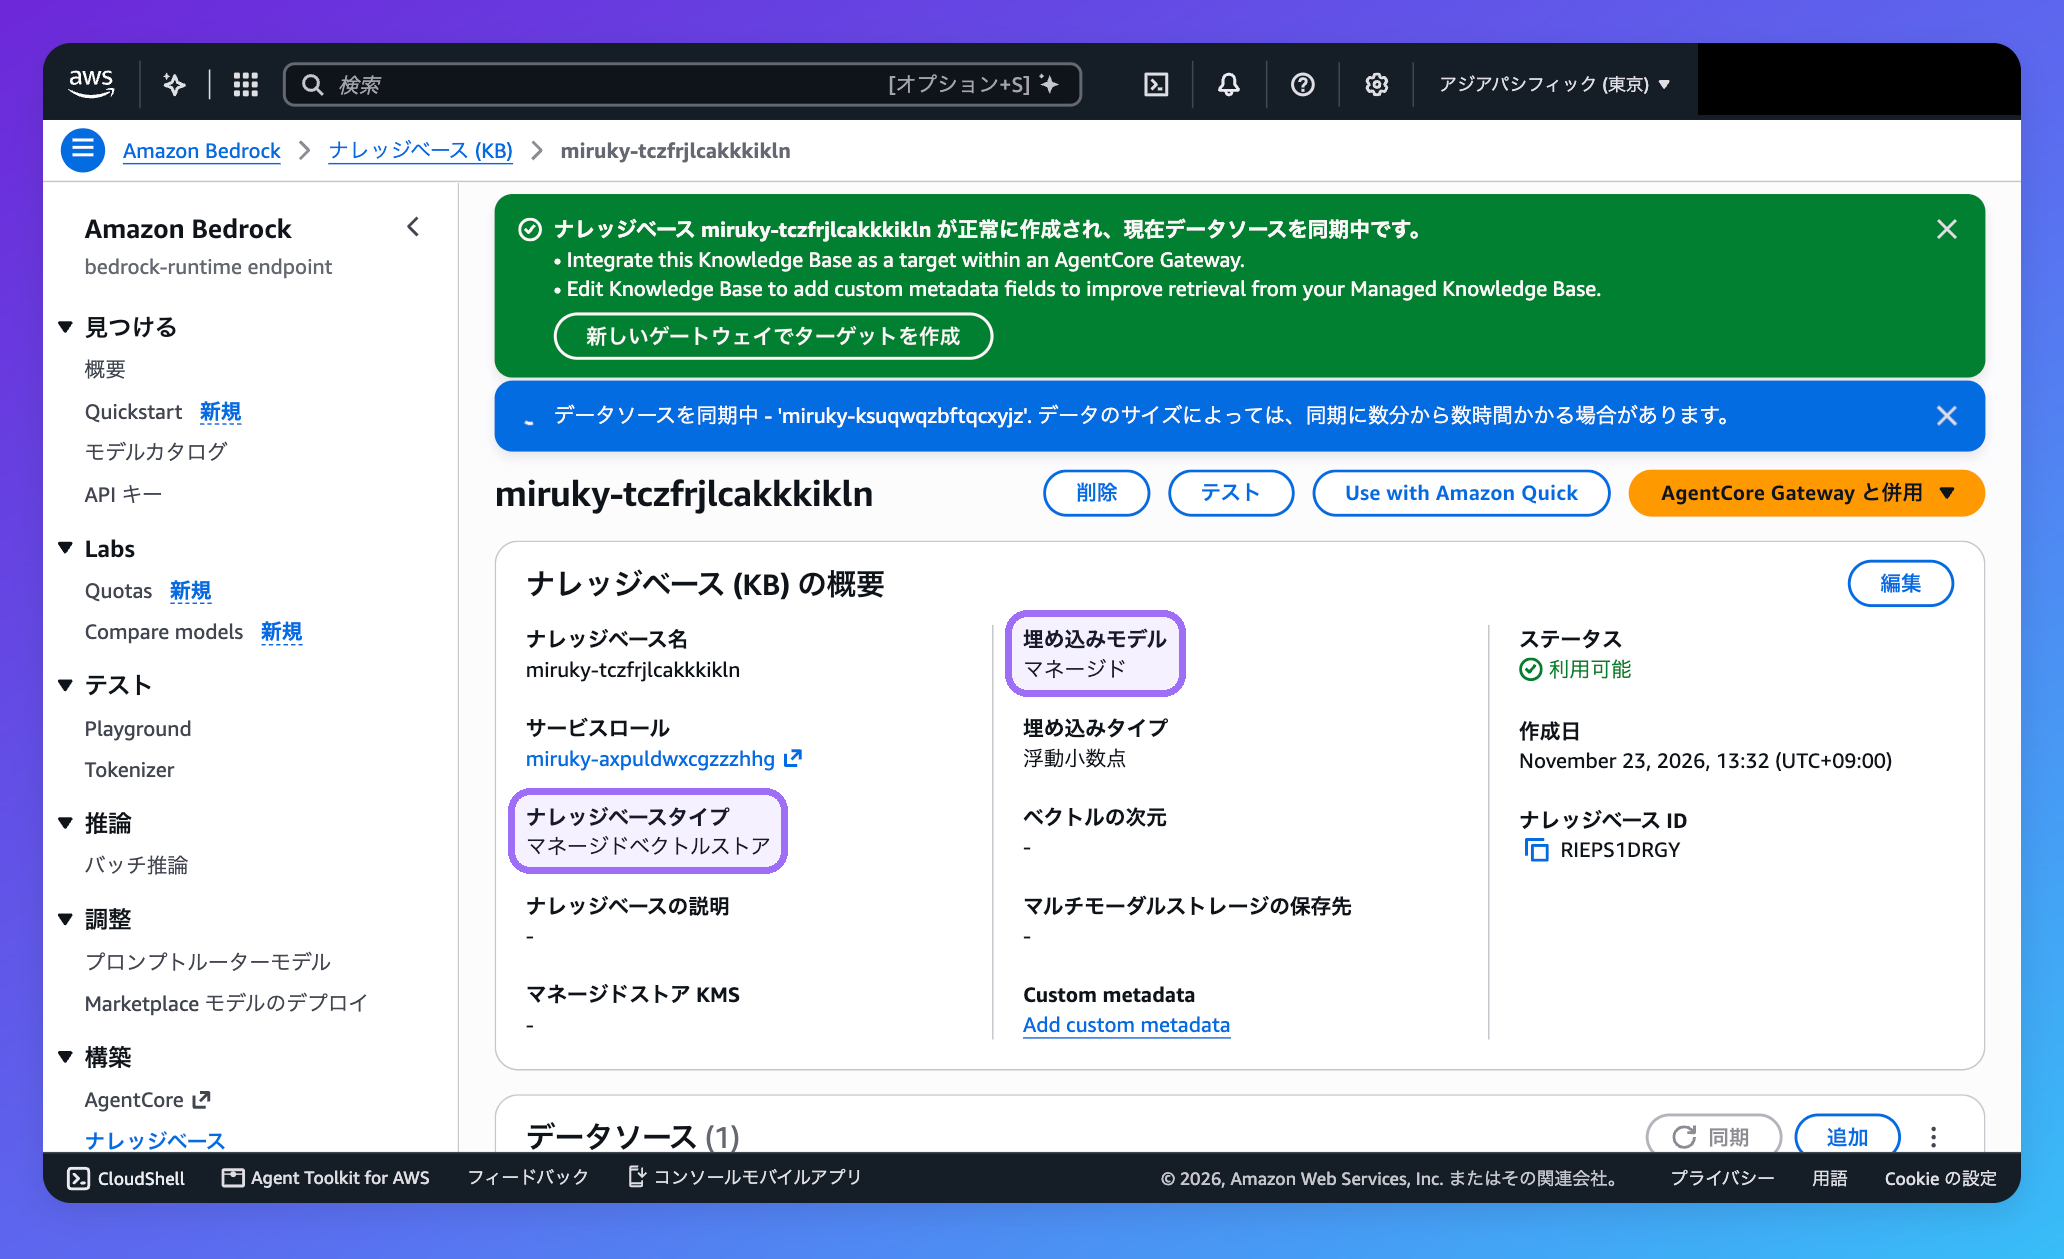 aws
検索
[オプション+S]
アジアパシフィック (東京)
Amazon Bedrock
ナレッジベース (KB)
miruky-tczfrjlcakkkikln
Amazon Bedrock
bedrock-runtime endpoint
見つける
概要
Quickstart 新規
モデルカタログ
API キー
Labs
Quotas 新規
Compare models 新規
テスト
Playground
Tokenizer
推論
バッチ推論
調整
プロンプトルーターモデル
Marketplace モデルのデプロイ
構築
AgentCore
ナレッジベース
ナレッジベース miruky-tczfrjlcakkkikln が正常に作成され、現在データソースを同期中です。
• Integrate this Knowledge Base as a target within an AgentCore Gateway.
• Edit Knowledge Base to add custom metadata fields to improve retrieval from your Managed Knowledge Base.
新しいゲートウェイでターゲットを作成
データソースを同期中 - 'miruky-ksuqwqzbftqcxyjz'. データのサイズによっては、同期に数分から数時間かかる場合があります。
miruky-tczfrjlcakkkikln
削除
テスト
Use with Amazon Quick
AgentCore Gateway と併用
ナレッジベース (KB) の概要
編集
ナレッジベース名
miruky-tczfrjlcakkkikln
サービスロール
miruky-axpuldwxcgzzzhhg
ナレッジベースタイプ
マネージドベクトルストア
ナレッジベースの説明
-
マネージドストア KMS
-
埋め込みモデル
マネージド
埋め込みタイプ
浮動小数点
ベクトルの次元
-
マルチモーダルストレージの保存先
-
Custom metadata
Add custom metadata
ステータス
利用可能
作成日
November 23, 2026, 13:32 (UTC+09:00)
ナレッジベース ID
RIEPS1DRGY
データソース (1)
同期
追加
CloudShell
Agent Toolkit for AWS
フィードバック
コンソールモバイルアプリ
© 2026, Amazon Web Services, Inc. またはその関連会社。
プライバシー
用語
Cookie の設定